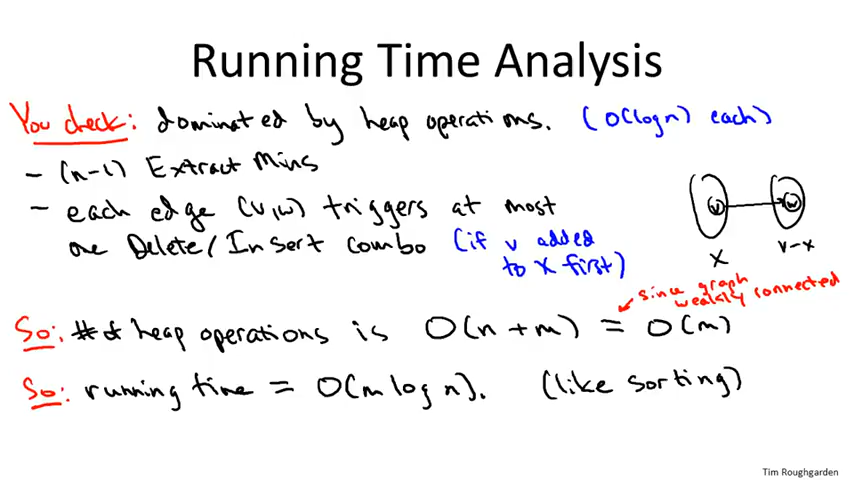 Running Time Analysis
You check: dominated by heap operations. (O(log n) each)
- (n-1) Extract Mins
- each edge (v,w) triggers at most
one Delete/Insert combo (if v added
to X first)
v w
X V-X
since graph
weakly connected
So: # of heap operations is O(n+m) = O(m)
So: running time = O(m log n). (like sorting)
Tim Roughgarden